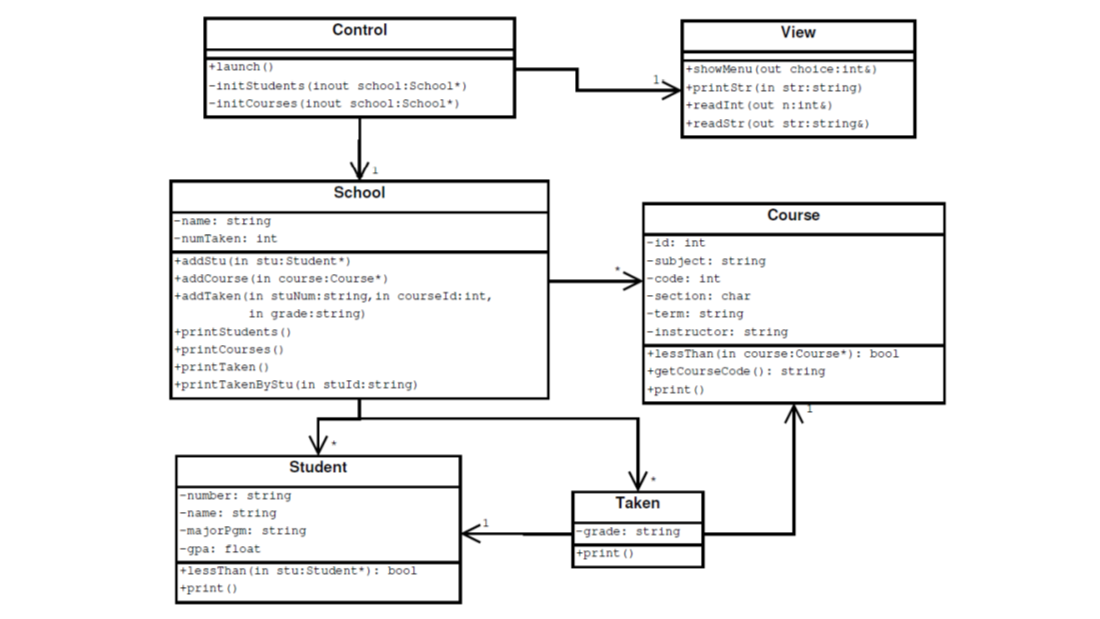 Control
+launch()
-initStudents(inout school:School*)
-initCourses(inout school:School*)
View
+showMenu(out choice:int&)
+printStr(in str:string)
+readInt(out n:int&)
+readStr(out str:string&)
1
1
School
-name: string
-numTaken: int
+addStu(in stu:Student*)
+addCourse(in course:Course*)
+addTaken(in stuNum:string,in courseId:int,
in grade:string)
+printStudents()
+printCourses()
+printTaken()
+printTakenByStu(in stuId:string)
*
Course
-id: int
-subject: string
-code: int
-section: char
-term: string
-instructor: string
+lessThan(in course:Course*): bool
+getCourseCode(): string
+print()
1
*
*
Student
-number: string
-name: string
-majorPgm: string
-gpa: float
+lessThan(in stu:Student*): bool
+print()
1
Taken
-grade: string
+print()